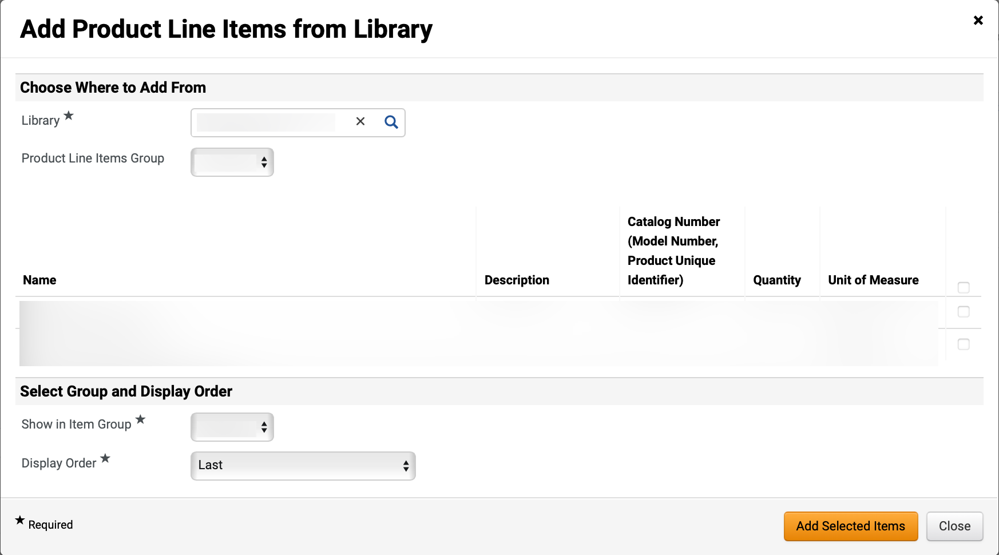 Add Product Line Items from Library
Choose Where to Add From
Library ★
Product Line Items Group
Name
Description
Catalog Number
(Model Number,
Product Unique
Identifier)
Quantity
Unit of Measure
Select Group and Display Order
Show in Item Group ★
Display Order ★
Last
★ Required
Add Selected Items
Close